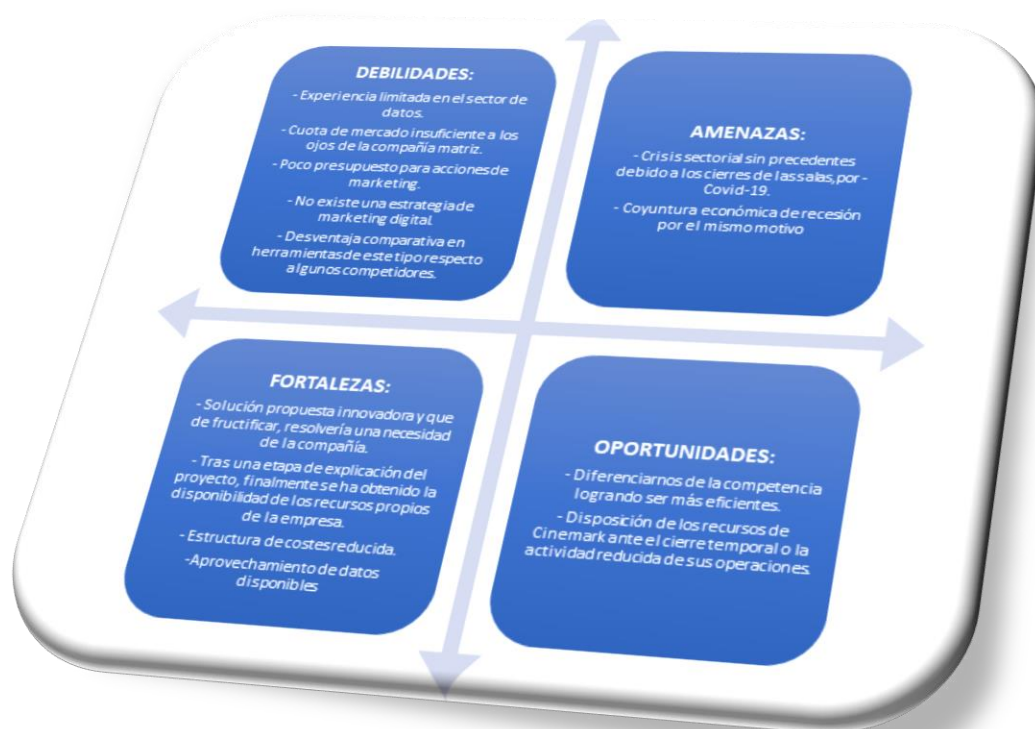 DEBILIDADES:
- Experiencia limitada en el sector de
datos.
- Cuota de mercado insuficiente a los
ojos de la compañía matriz.
- Poco presupuesto para acciones de
marketing.
- No existe una estrategia de
marketing digital.
- Desventaja comparativa en
herramientas de este tipo respecto
algunos competidores.
AMENAZAS:
- Crisis sectorial sin precedentes
debido a los cierres de las salas, por -
Covid-19.
- Coyuntura económica de recesión
por el mismo motivo
FORTALEZAS:
- Solución propuesta innovadora y que
de fructificar, resolvería una necesidad
de la compañía.
- Tras una etapa de explicación del
proyecto, finalmente se ha obtenido la
disponibilidad de los recursos propios
de la empresa.
- Estructura de costes reducida.
-Aprovechamiento de datos
disponibles
OPORTUNIDADES:
- Diferenciarnos de la competencia
logrando ser más eficientes.
- Disposición de los recursos de
Cinemark ante el cierre temporal o la
actividad reducida de sus operaciones.